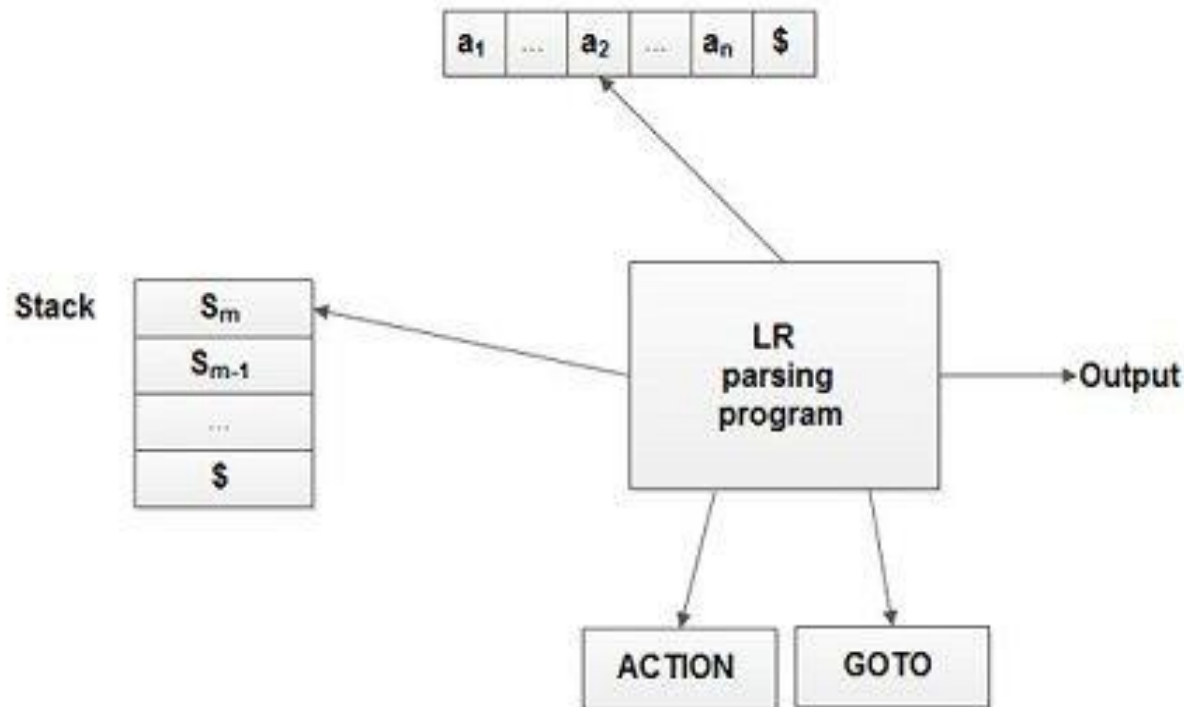 a₁ ... a₂ ... aₙ $
Stack
Sₘ
Sₘ₋₁
...
$
LR
parsing
program
Output
ACTION GOTO